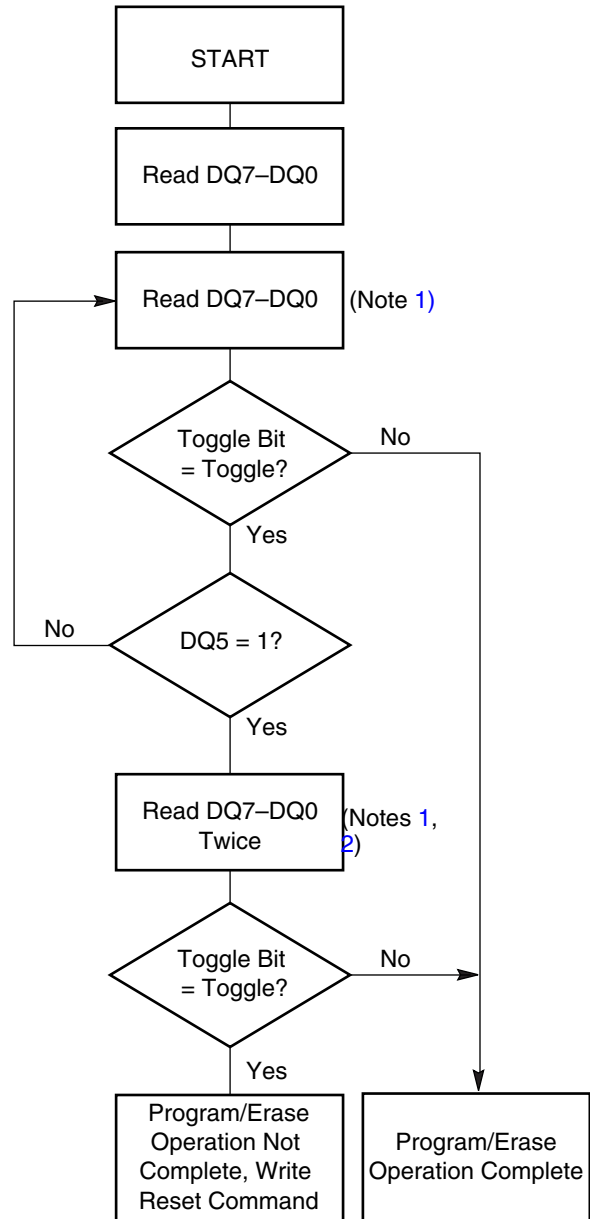 START
Read DQ7–DQ0
Read DQ7–DQ0
(Note 1)
Toggle Bit
= Toggle?
No
Yes
No
DQ5 = 1?
Yes
Read DQ7–DQ0
Twice
(Notes 1,
2)
Toggle Bit
= Toggle?
No
Yes
Program/Erase
Operation Not
Complete, Write
Reset Command
Program/Erase
Operation Complete